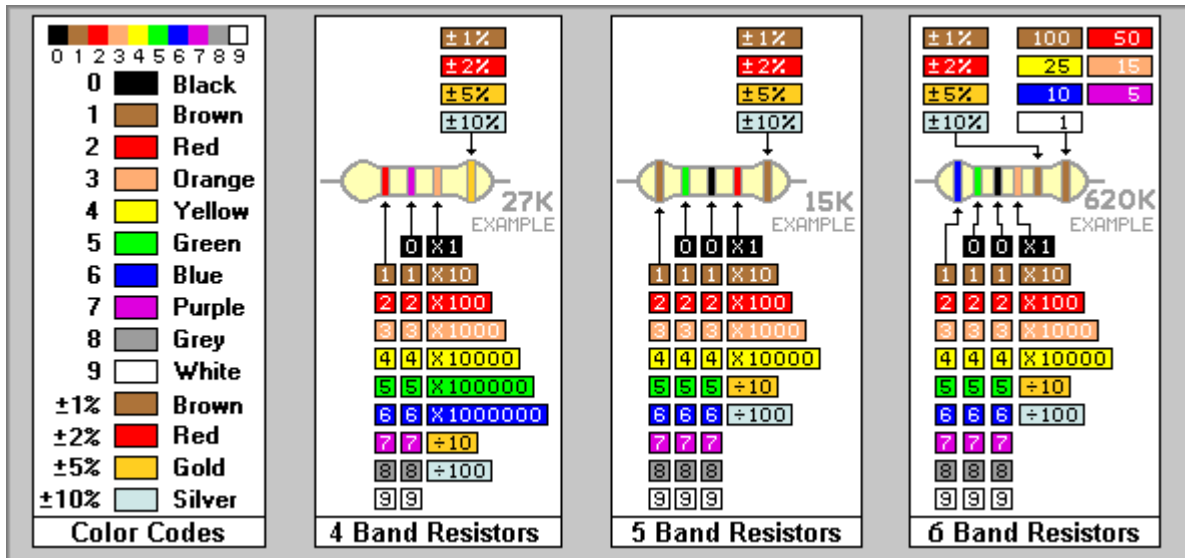 0 1 2 3 4 5 6 7 8 9
0 Black
1 Brown
2 Red
3 Orange
4 Yellow
5 Green
6 Blue
7 Purple
8 Grey
9 White
±1% Brown
±2% Red
±5% Gold
±10% Silver
Color Codes
±1%
±2%
±5%
±10%
27K
EXAMPLE
0 X1
1 1 X10
2 2 X100
3 3 X1000
4 4 X10000
5 5 X100000
6 6 X1000000
7 7 ÷10
8 8 ÷100
9 9
4 Band Resistors
±1%
±2%
±5%
±10%
15K
EXAMPLE
0 0 X1
1 1 1 X10
2 2 2 X100
3 3 3 X1000
4 4 4 X10000
5 5 5 ÷10
6 6 6 ÷100
7 7 7
8 8 8
9 9 9
5 Band Resistors
±1% 100 50
±2% 25 15
±5% 10 5
±10% 1
620K
EXAMPLE
0 0 X1
1 1 1 X10
2 2 2 X100
3 3 3 X1000
4 4 4 X10000
5 5 5 ÷10
6 6 6 ÷100
7 7 7
8 8 8
9 9 9
6 Band Resistors